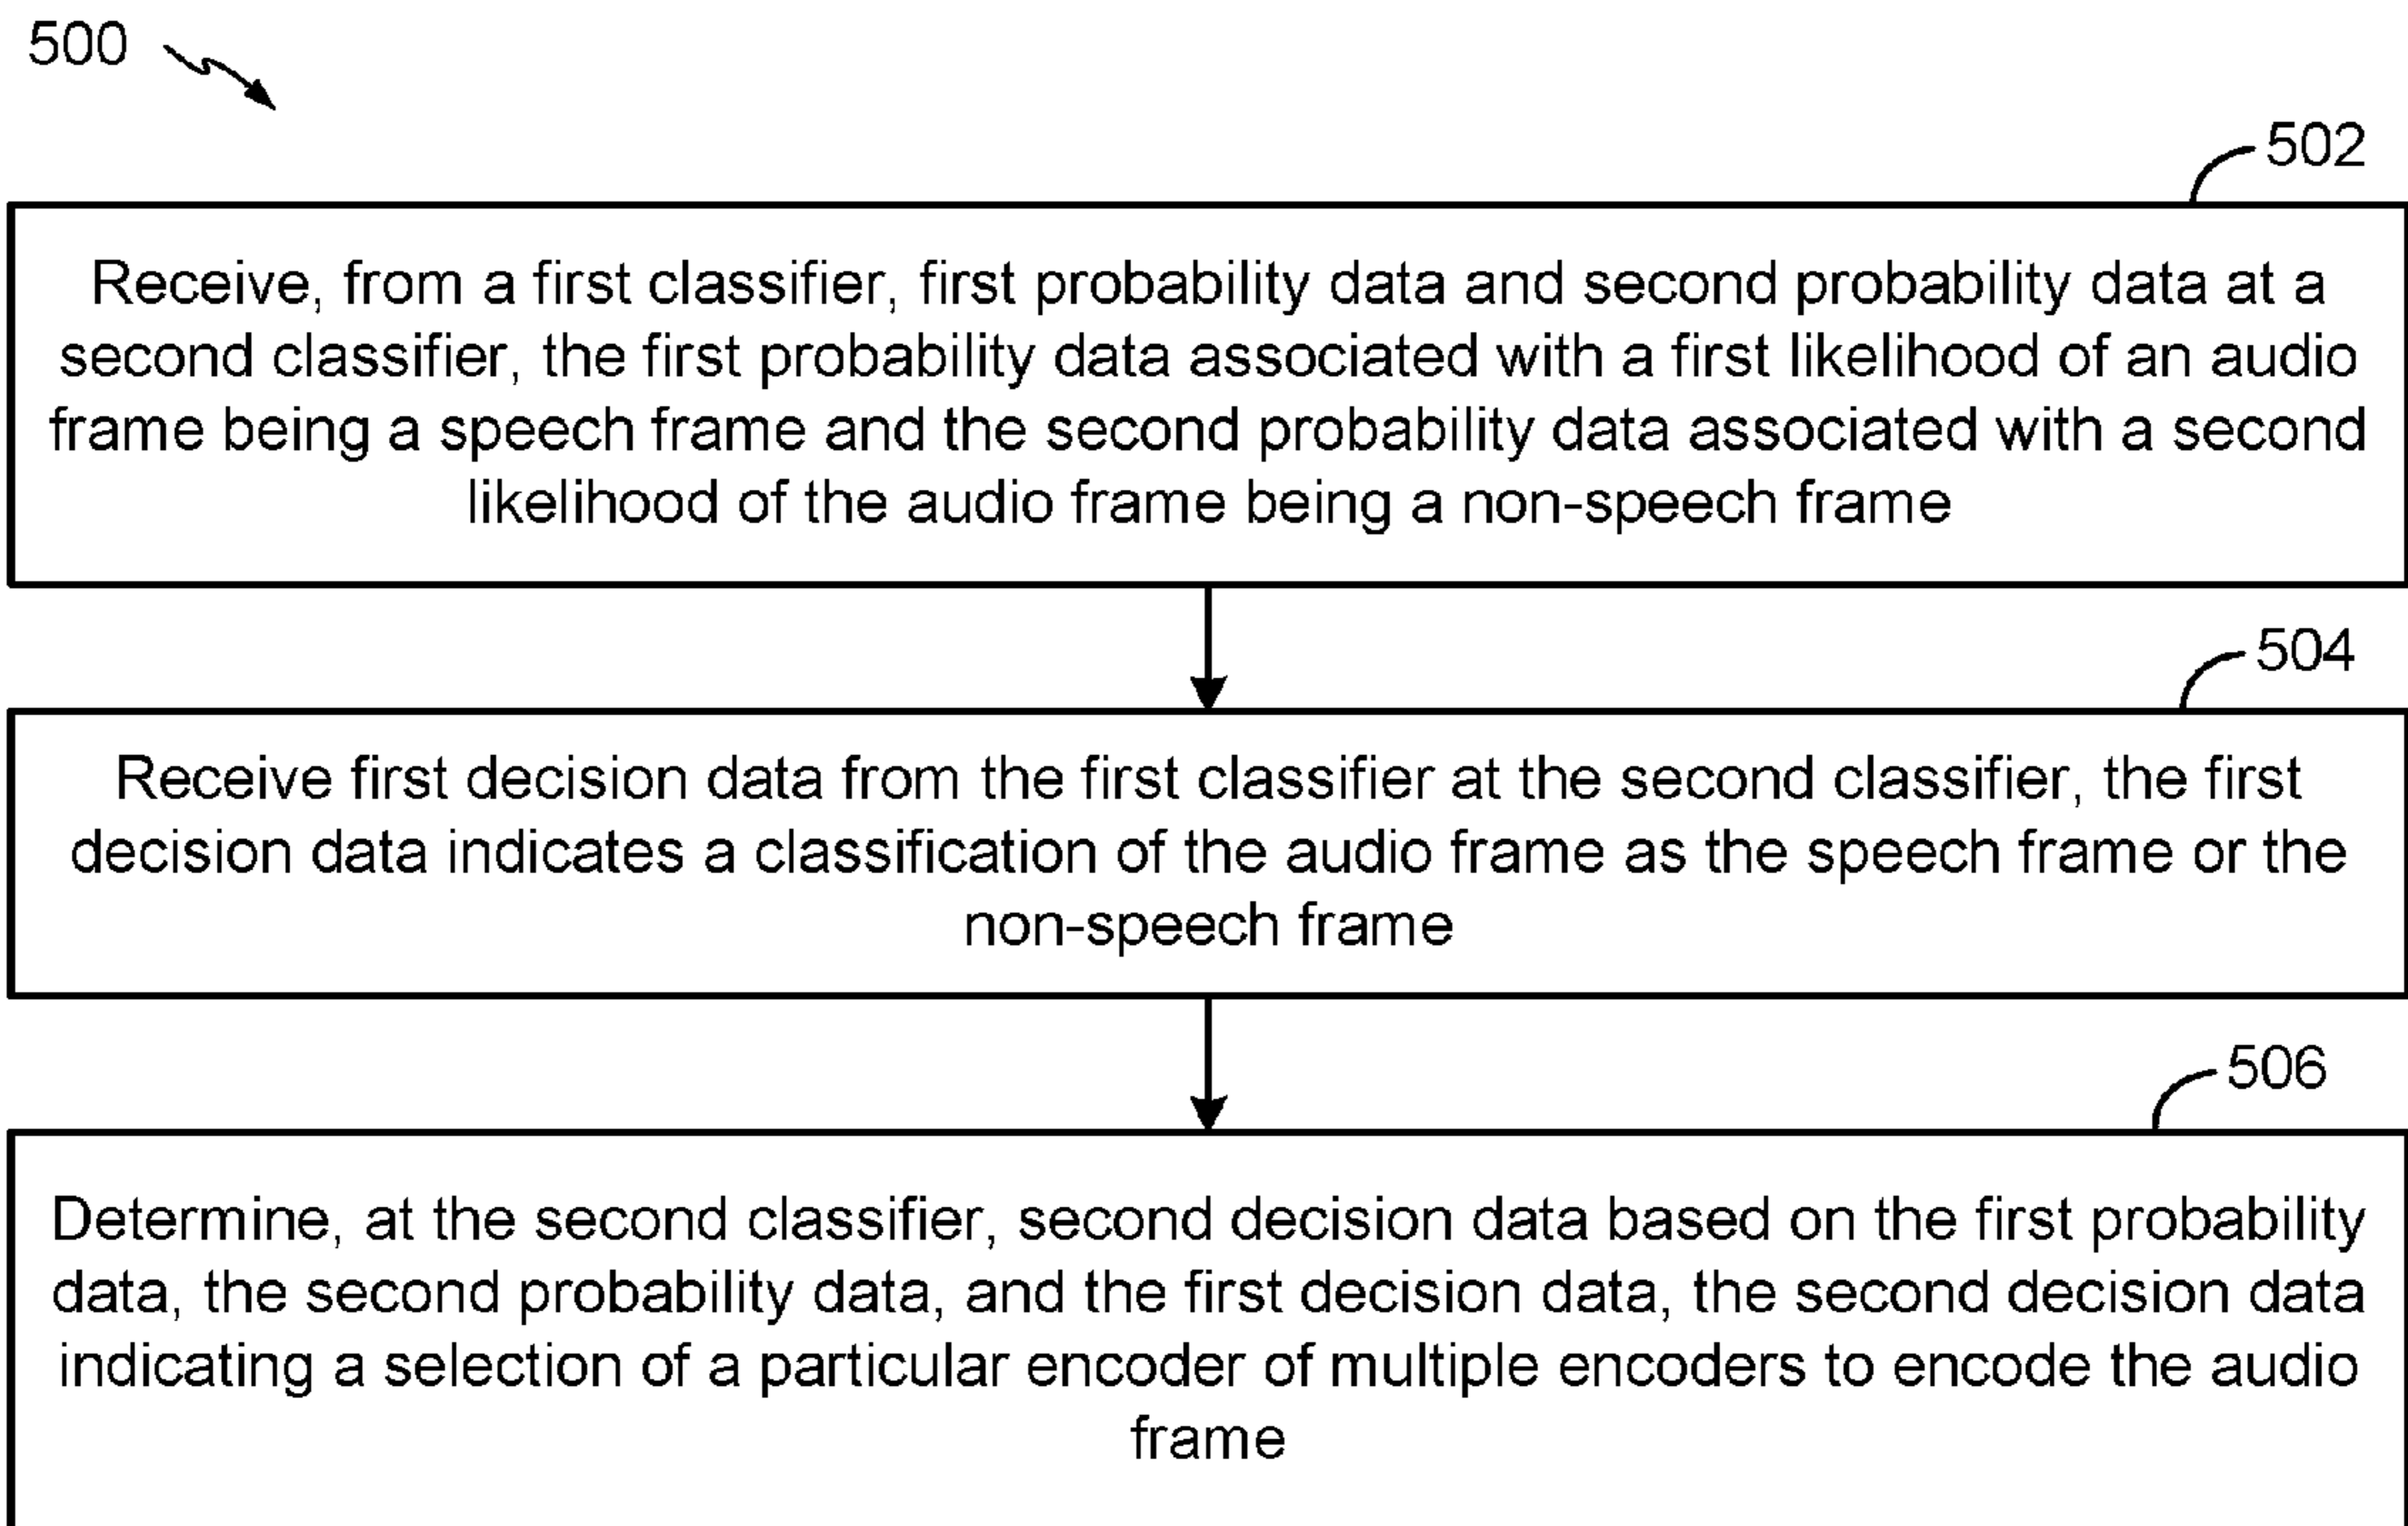 500
502
Receive, from a first classifier, first probability data and second probability data at a
second classifier, the first probability data associated with a first likelihood of an audio
frame being a speech frame and the second probability data associated with a second
likelihood of the audio frame being a non-speech frame
504
Receive first decision data from the first classifier at the second classifier, the first
decision data indicates a classification of the audio frame as the speech frame or the
non-speech frame
506
Determine, at the second classifier, second decision data based on the first probability
data, the second probability data, and the first decision data, the second decision data
indicating a selection of a particular encoder of multiple encoders to encode the audio
frame